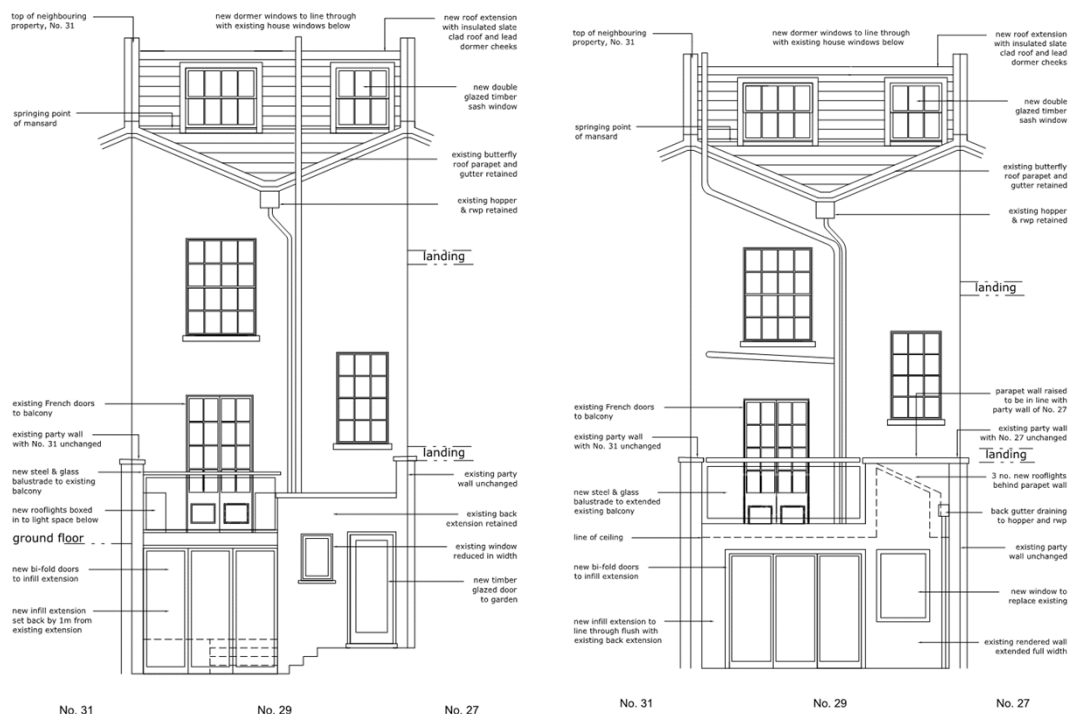 top of neighbouring
property, No. 31
new dormer windows to line through
with existing house windows below
new roof extension
with insulated slate
clad roof and lead
dormer cheeks
new double
glazed timber
sash window
springing point
of mansard
existing butterfly
roof parapet and
gutter retained
existing hopper
& rwp retained
landing
existing French doors
to balcony
existing party wall
with No. 31 unchanged
landing
new steel & glass
balustrade to existing
balcony
existing party
wall unchanged
new rooflights boxed
in to light space below
existing back
extension retained
ground floor
existing window
reduced in width
new bi-fold doors
to infill extension
new timber
glazed door
to garden
new infill extension
set back by 1m from
existing extension
No. 31
No. 29
No. 27
top of neighbouring
property, No. 31
new dormer windows to line through
with existing house windows below
new roof extension
with insulated slate
clad roof and lead
dormer cheeks
new double
glazed timber
sash window
springing point
of mansard
existing butterfly
roof parapet and
gutter retained
existing hopper
& rwp retained
landing
parapet wall raised
to be in line with
party wall of No. 27
existing French doors
to balcony
existing party wall
with No. 31 unchanged
existing party wall
with No. 27 unchanged
landing
3 no. new rooflights
behind parapet wall
new steel & glass
balustrade to extended
existing balcony
back gutter draining
to hopper and rwp
line of ceiling
existing party
wall unchanged
new bi-fold doors
to infill extension
new window to
replace existing
new infill extension to
line through flush with
existing back extension
existing rendered wall
extended full width
No. 31
No. 29
No. 27